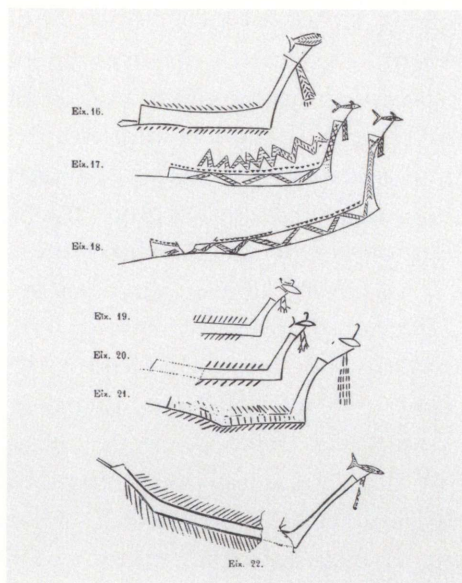 Eix. 16.
Eix. 17.
Eix. 18.
Eix. 19.
Eix. 20.
Eix. 21.
Eix. 22.